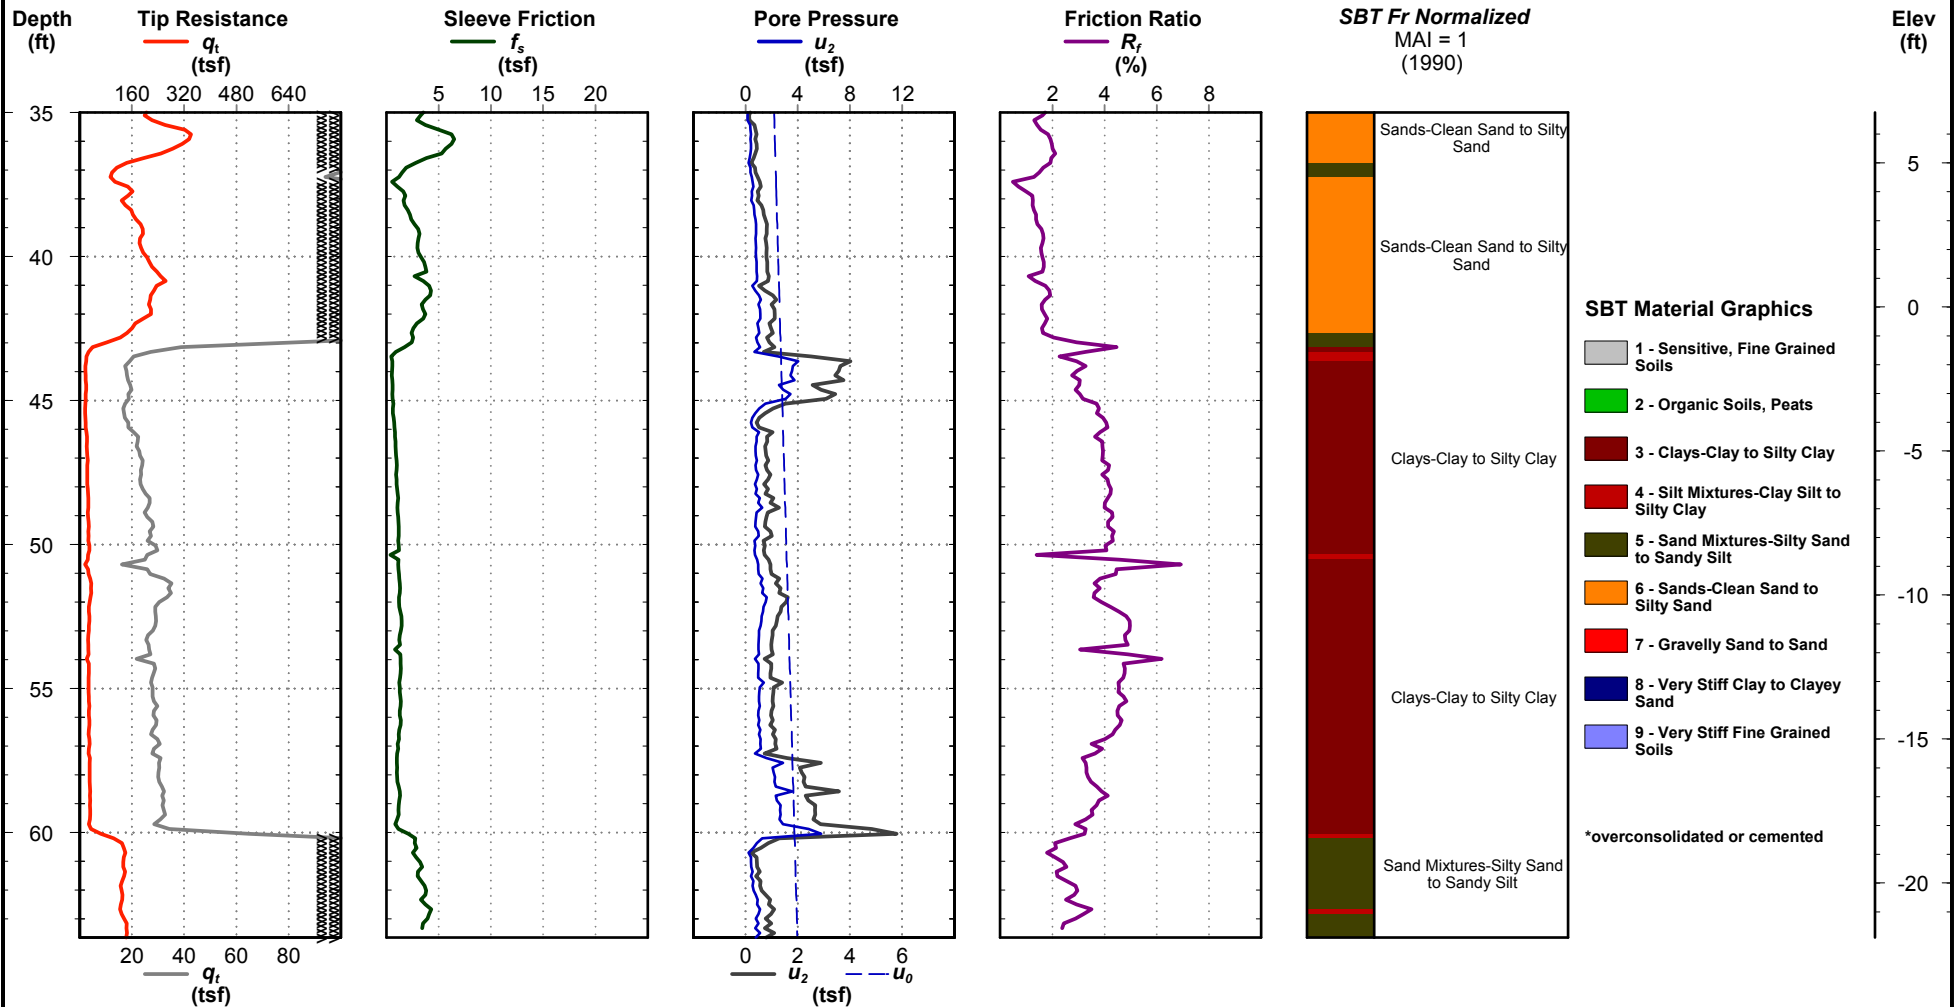 Depth
(ft)
Tip Resistance
qt
(tsf)
160 320 480 640
Sleeve Friction
fs
(tsf)
5 10 15 20
Pore Pressure
u2
(tsf)
0 4 8 12
Friction Ratio
Rf
(%)
2 4 6 8
SBT Fr Normalized
MAI = 1
(1990)
Elev
(ft)
35
40
45
50
55
60
Sands-Clean Sand to Silty
Sand
Sands-Clean Sand to Silty
Sand
Clays-Clay to Silty Clay
Clays-Clay to Silty Clay
Sand Mixtures-Silty Sand
to Sandy Silt
SBT Material Graphics
1 - Sensitive, Fine Grained
Soils
2 - Organic Soils, Peats
3 - Clays-Clay to Silty Clay
4 - Silt Mixtures-Clay Silt to
Silty Clay
5 - Sand Mixtures-Silty Sand
to Sandy Silt
6 - Sands-Clean Sand to
Silty Sand
7 - Gravelly Sand to Sand
8 - Very Stiff Clay to Clayey
Sand
9 - Very Stiff Fine Grained
Soils
*overconsolidated or cemented
5
0
-5
-10
-15
-20
20 40 60 80
qt
(tsf)
0 2 4 6
u2 u0
(tsf)